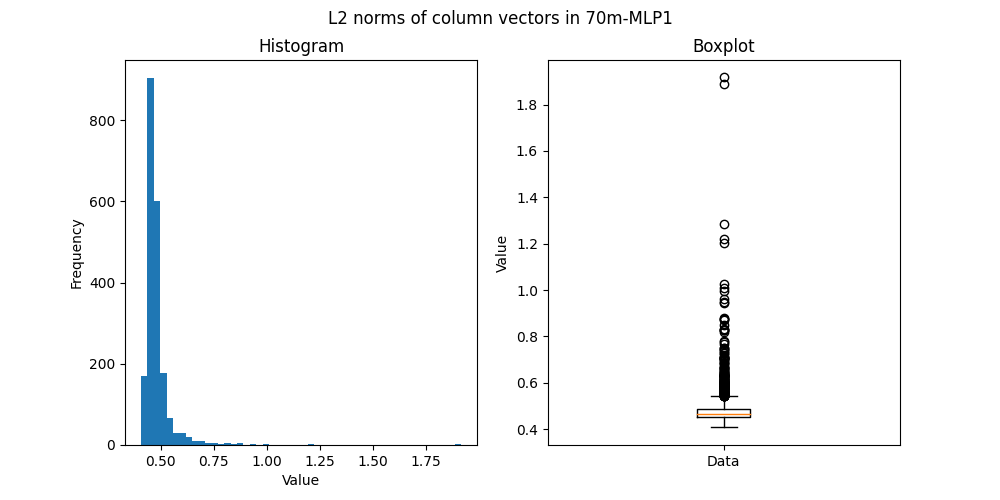 L2 norms of column vectors in 70m-MLP1
Histogram
Frequency
800
600
400
200
0
0.50 0.75 1.00 1.25 1.50 1.75
Value
Boxplot
Value
1.8
1.6
1.4
1.2
1.0
0.8
0.6
0.4
Data